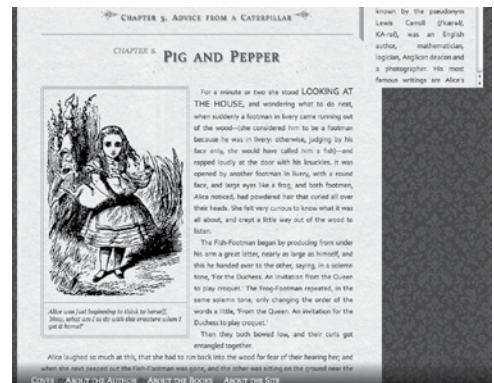 Chapter 5. Advice from a Caterpillar
Chapter 6.
Pig and Pepper
known by the pseudonym
Lewis Carroll (/ˈkærəl/,
KA-rəl), was an English
author, mathematician,
logician, Anglican deacon and
a photographer. His most
famous writings are Alice's
For a minute or two she stood LOOKING AT
THE HOUSE, and wondering what to do next,
when suddenly a footman in livery came running out
of the wood—(she considered him to be a footman
because he was in livery: otherwise, judging by his
face only, she would have called him a fish)—and
rapped loudly at the door with his knuckles. It was
opened by another footman in livery, with a round
face, and large eyes like a frog; and both footmen,
Alice noticed, had powdered hair that curled all over
their heads. She felt very curious to know what it was
all about, and crept a little way out of the wood to
listen.
The Fish-Footman began by producing from under
his arm a great letter, nearly as large as himself, and
this he handed over to the other, saying, in a solemn
tone, 'For the Duchess. An invitation from the Queen
to play croquet.' The Frog-Footman repeated, in the
same solemn tone, only changing the order of the
words a little, 'From the Queen. An invitation for the
Duchess to play croquet.'
Then they both bowed low, and their curls got
entangled together.
Alice was just beginning to think to herself,
'Now, what am I to do with this creature when I
get it home?'
Alice laughed so much at this, that she had to run back into the wood for fear of their hearing her; and
when she next peeped out the Fish-Footman was gone, and the other was sitting on the ground near the
Cover About the Author About the Books About the Site